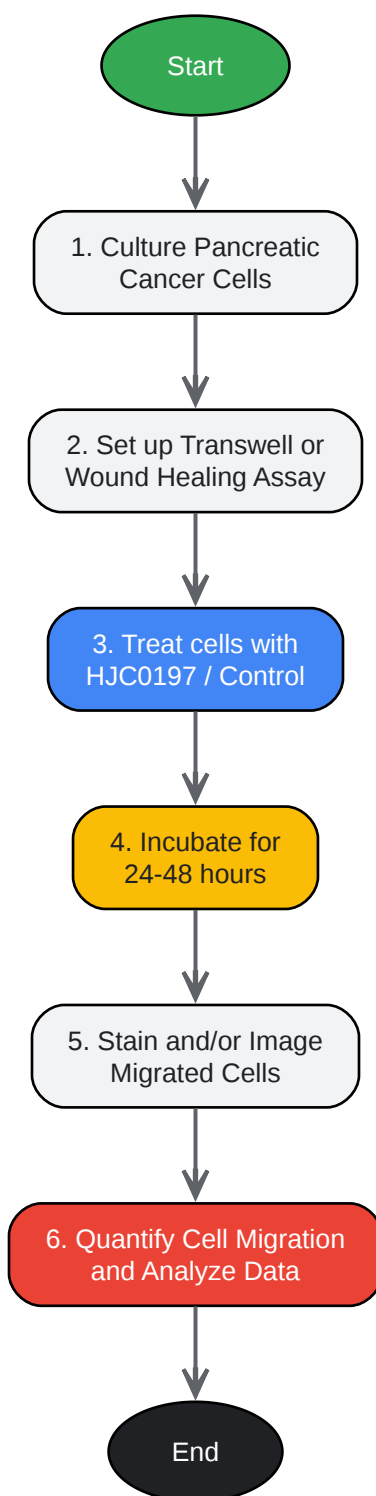 Start
1. Culture Pancreatic
Cancer Cells
2. Set up Transwell or
Wound Healing Assay
3. Treat cells with
HJC0197 / Control
4. Incubate for
24-48 hours
5. Stain and/or Image
Migrated Cells
6. Quantify Cell Migration
and Analyze Data
End